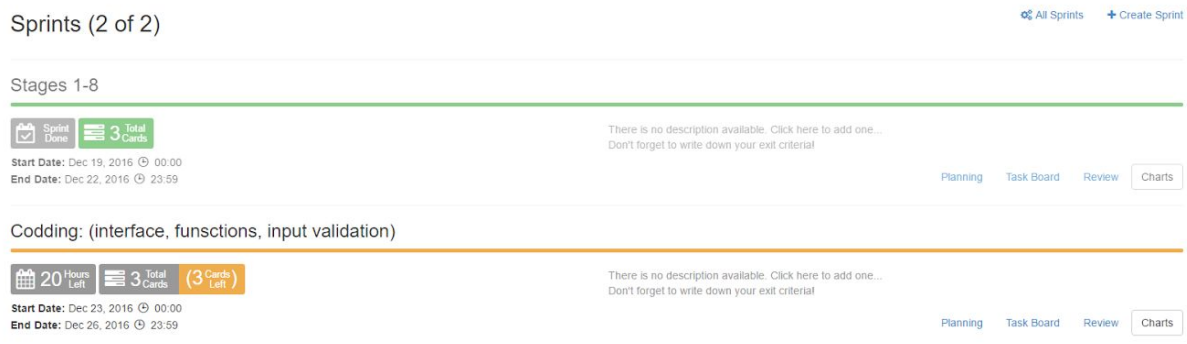 Sprints (2 of 2)
All Sprints
Create Sprint
Stages 1-8
Sprint Done
3 Total Cards
There is no description available. Click here to add one...
Don't forget to write down your exit criteria!
Start Date: Dec 19, 2016 00:00
End Date: Dec 22, 2016 23:59
Planning Task Board Review Charts
Codding: (interface, funsctions, input validation)
20 Hours Left
3 Total Cards
(3 Cards Left)
There is no description available. Click here to add one...
Don't forget to write down your exit criteria!
Start Date: Dec 23, 2016 00:00
End Date: Dec 26, 2016 23:59
Planning Task Board Review Charts